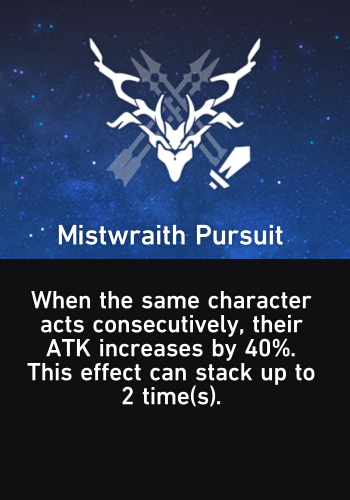 Mistwraith Pursuit
When the same character
acts consecutively, their
ATK increases by 40%.
This effect can stack up to
2 time(s).